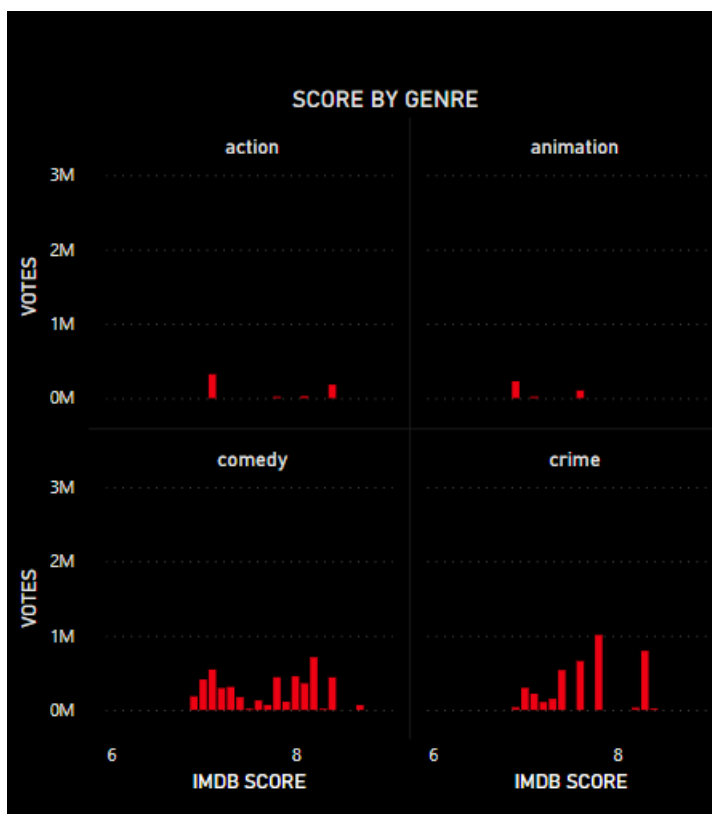 SCORE BY GENRE
action
animation
3M
2M
1M
0M
VOTES
comedy
crime
3M
2M
1M
0M
VOTES
6
8
6
8
IMDB SCORE
IMDB SCORE